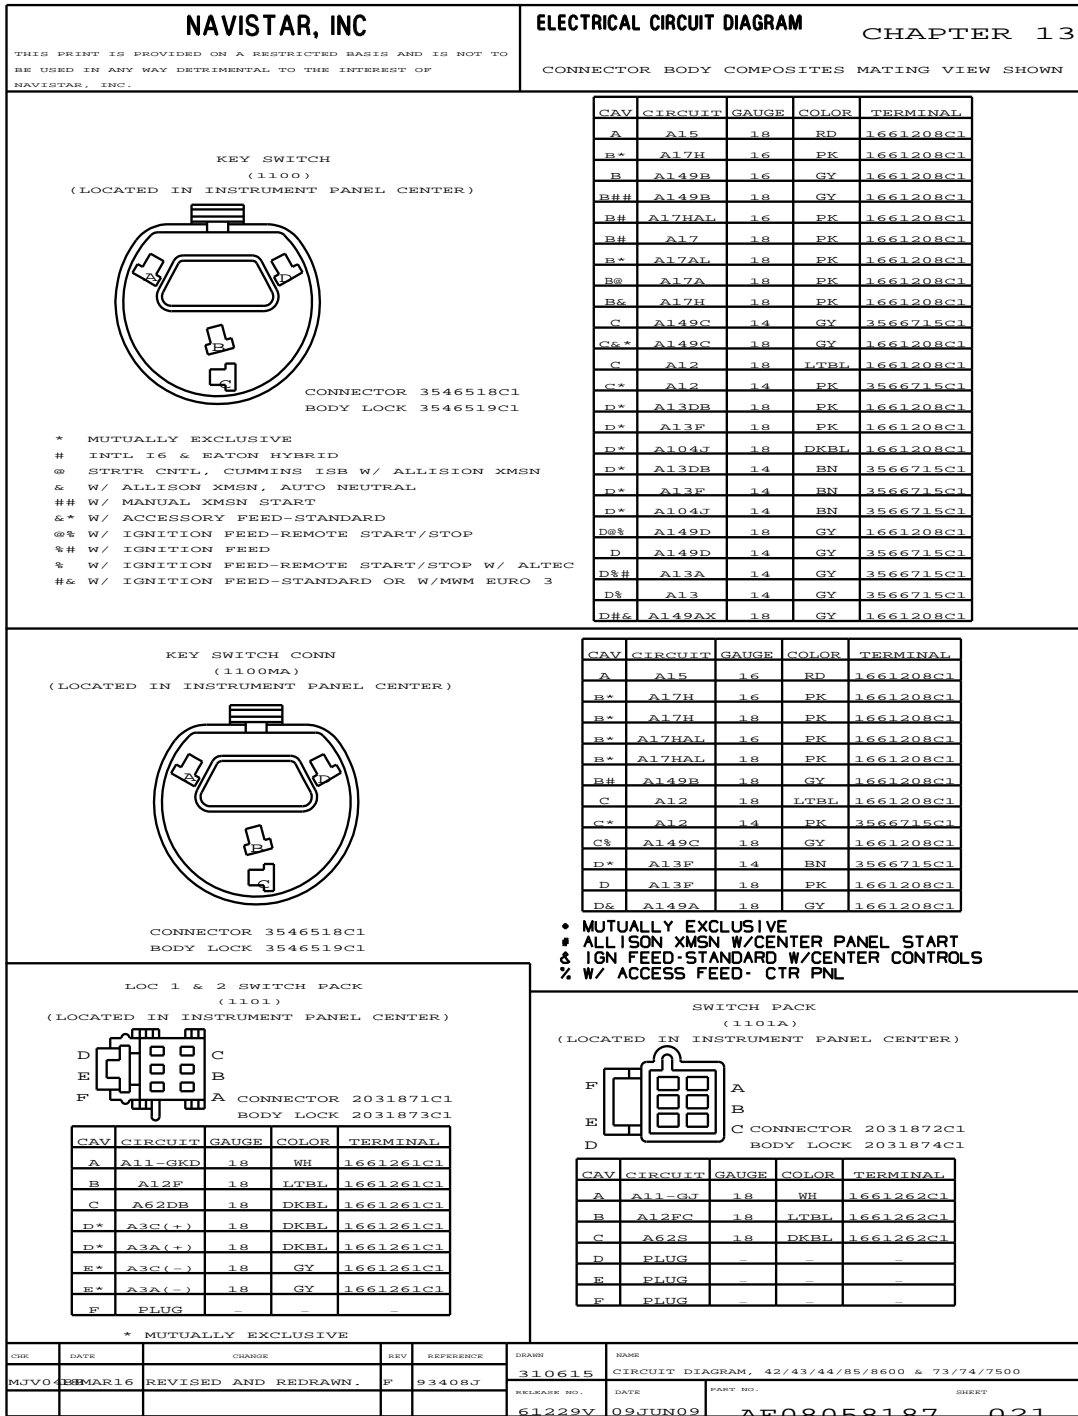 NAVISTAR, INC
THIS PRINT IS PROVIDED ON A RESTRICTED BASIS AND IS NOT TO
BE USED IN ANY WAY DETRIMENTAL TO THE INTEREST OF
NAVISTAR, INC.
ELECTRICAL CIRCUIT DIAGRAM
CHAPTER 13
CONNECTOR BODY COMPOSITES MATING VIEW SHOWN
KEY SWITCH
(1100)
(LOCATED IN INSTRUMENT PANEL CENTER)
A
D
B
C
CONNECTOR 3546518C1
BODY LOCK 3546519C1
* MUTUALLY EXCLUSIVE
# INTL I6 & EATON HYBRID
@ STRTR CNTL, CUMMINS ISB W/ ALLISION XMSN
& W/ ALLISON XMSN, AUTO NEUTRAL
## W/ MANUAL XMSN START
&* W/ ACCESSORY FEED-STANDARD
@% W/ IGNITION FEED-REMOTE START/STOP
%# W/ IGNITION FEED
% W/ IGNITION FEED-REMOTE START/STOP W/ ALTEC
#& W/ IGNITION FEED-STANDARD OR W/MWM EURO 3
CAV CIRCUIT GAUGE COLOR TERMINAL
A A15 18 RD 1661208C1
B* A17H 16 PK 1661208C1
B A149B 16 GY 1661208C1
B## A149B 18 GY 1661208C1
B# A17HAL 16 PK 1661208C1
B# A17 18 PK 1661208C1
B* A17AL 18 PK 1661208C1
B@ A17A 18 PK 1661208C1
B& A17H 18 PK 1661208C1
C A149C 14 GY 3566715C1
C&* A149C 18 GY 1661208C1
C A12 18 LTBL 1661208C1
C* A12 14 PK 3566715C1
D* A13DB 18 PK 1661208C1
D* A13F 18 PK 1661208C1
D* A104J 18 DKBL 1661208C1
D* A13DB 14 BN 3566715C1
D* A13F 14 BN 3566715C1
D* A104J 14 BN 3566715C1
D@% A149D 18 GY 1661208C1
D A149D 14 GY 3566715C1
D%# A13A 14 GY 3566715C1
D% A13 14 GY 3566715C1
D#& A149AX 18 GY 1661208C1
KEY SWITCH CONN
(1100MA)
(LOCATED IN INSTRUMENT PANEL CENTER)
A
D
B
C
CONNECTOR 3546518C1
BODY LOCK 3546519C1
CAV CIRCUIT GAUGE COLOR TERMINAL
A A15 16 RD 1661208C1
B* A17H 16 PK 1661208C1
B* A17H 18 PK 1661208C1
B* A17HAL 16 PK 1661208C1
B* A17HAL 18 PK 1661208C1
B# A149B 18 GY 1661208C1
C A12 18 LTBL 1661208C1
C* A12 14 PK 3566715C1
C% A149C 18 GY 1661208C1
D* A13F 14 BN 3566715C1
D A13F 18 PK 1661208C1
D& A149A 18 GY 1661208C1
* MUTUALLY EXCLUSIVE
# ALLISON XMSN W/CENTER PANEL START
& IGN FEED-STANDARD W/CENTER CONTROLS
% W/ ACCESS FEED- CTR PNL
LOC 1 & 2 SWITCH PACK
(1101)
(LOCATED IN INSTRUMENT PANEL CENTER)
D C
E B
F A
CONNECTOR 2031871C1
BODY LOCK 2031873C1
CAV CIRCUIT GAUGE COLOR TERMINAL
A A11-GKD 18 WH 1661261C1
B A12F 18 LTBL 1661261C1
C A62DB 18 DKBL 1661261C1
D* A3C(+) 18 DKBL 1661261C1
D* A3A(+) 18 DKBL 1661261C1
E* A3C(-) 18 GY 1661261C1
E* A3A(-) 18 GY 1661261C1
F PLUG - - -
* MUTUALLY EXCLUSIVE
SWITCH PACK
(1101A)
(LOCATED IN INSTRUMENT PANEL CENTER)
F A
E B
D C
CONNECTOR 2031872C1
BODY LOCK 2031874C1
CAV CIRCUIT GAUGE COLOR TERMINAL
A A11-GJ 18 WH 1661262C1
B A12FC 18 LTBL 1661262C1
C A62S 18 DKBL 1661262C1
D PLUG - - -
E PLUG - - -
F PLUG - - -
CHK DATE CHANGE REV REFERENCE
MAR16 REVISED AND REDRAWN. F 93408J
DRAWN
310615
NAME
CIRCUIT DIAGRAM, 42/43/44/85/8600 & 73/74/7500
RELEASE NO.
61229V
DATE
09JUN09
PART NO.
AF08058187
SHEET
021